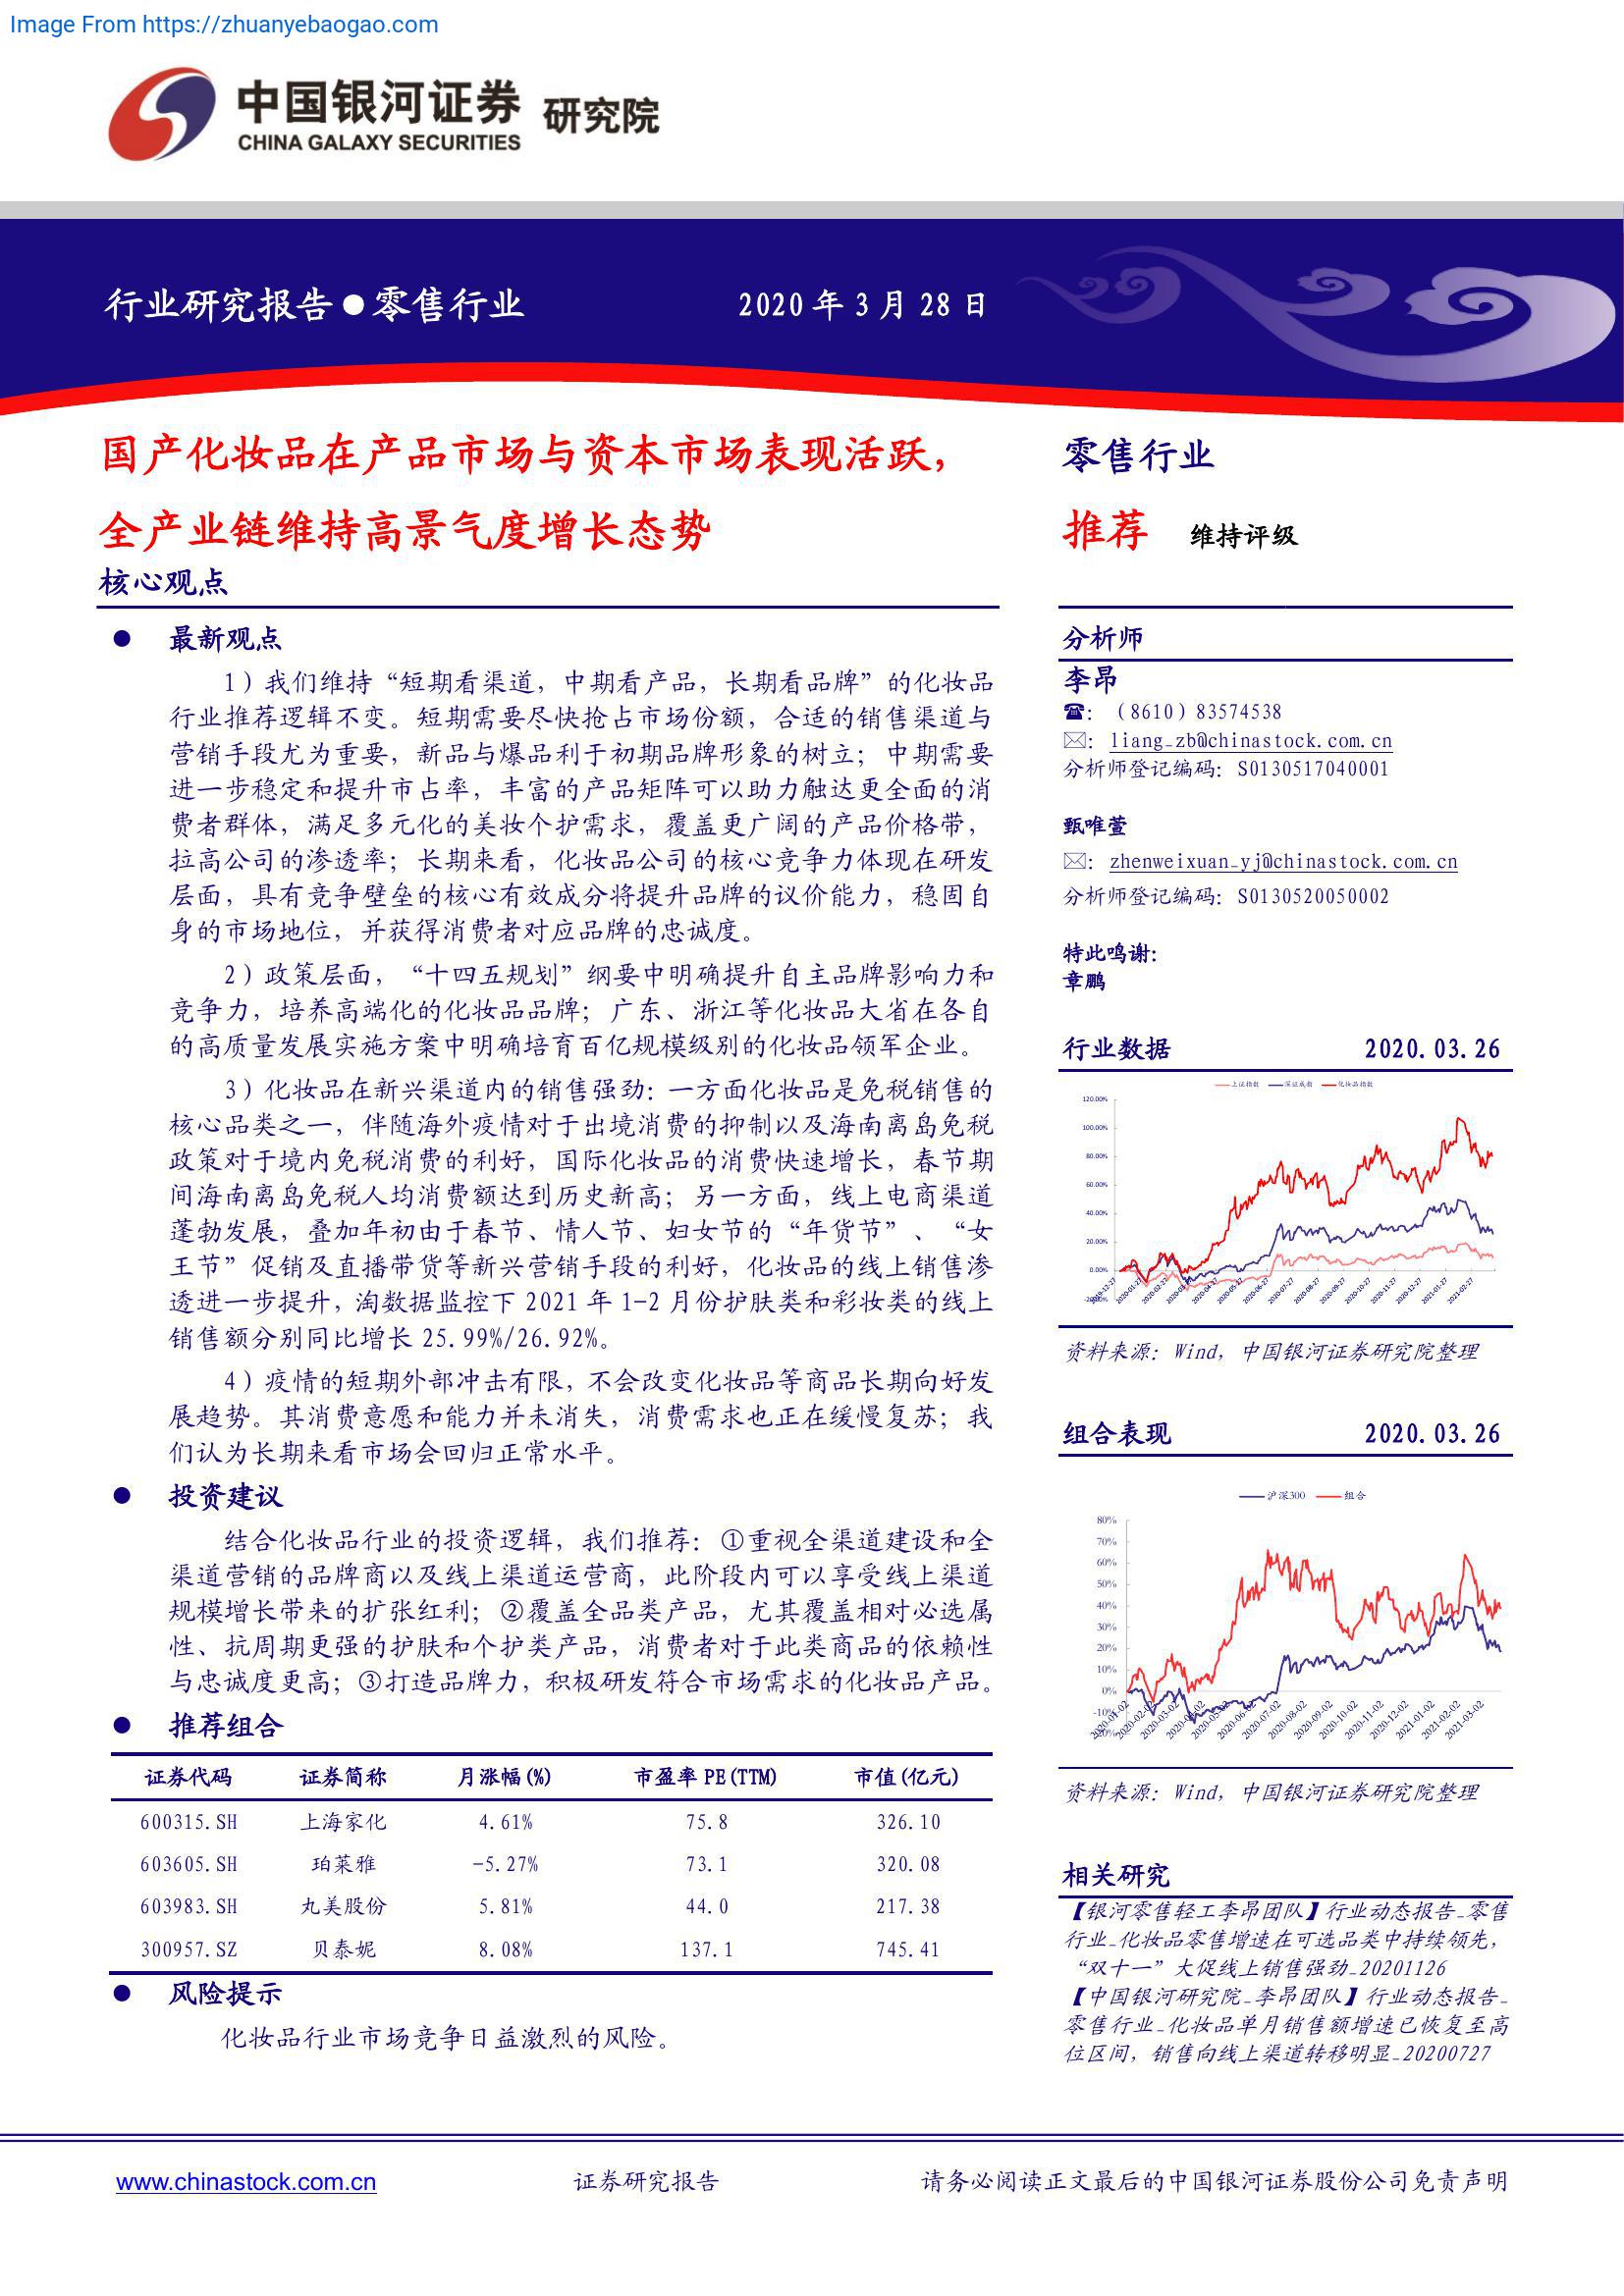 Image From https://zhuanyebaogao.com
中国银河证券 研究院
CHINA GALAXY SECURITIES
行业研究报告●零售行业
2020 年 3 月 28 日
国产化妆品在产品市场与资本市场表现活跃，
全产业链维持高景气度增长态势
核心观点
● 最新观点
1）我们维持“短期看渠道，中期看产品，长期看品牌”的化妆品
行业推荐逻辑不变。短期需要尽快抢占市场份额，合适的销售渠道与
营销手段尤为重要，新品与爆品利于初期品牌形象的树立；中期需要
进一步稳定和提升市占率，丰富的产品矩阵可以助力触达更全面的消
费者群体，满足多元化的美妆个护需求，覆盖更广阔的产品价格带，
拉高公司的渗透率；长期来看，化妆品公司的核心竞争力体现在研发
层面，具有竞争壁垒的核心有效成分将提升品牌的议价能力，稳固自
身的市场地位，并获得消费者对应品牌的忠诚度。
2）政策层面，“十四五规划”纲要中明确提升自主品牌影响力和
竞争力，培养高端化的化妆品品牌；广东、浙江等化妆品大省在各自
的高质量发展实施方案中明确培育百亿规模级别的化妆品领军企业。
3）化妆品在新兴渠道内的销售强劲：一方面化妆品是免税销售的
核心品类之一，伴随海外疫情对于出境消费的抑制以及海南离岛免税
政策对于境内免税消费的利好，国际化妆品的消费快速增长，春节期
间海南离岛免税人均消费额达到历史新高；另一方面，线上电商渠道
蓬勃发展，叠加年初由于春节、情人节、妇女节的“年货节”、“女
王节”促销及直播带货等新兴营销手段的利好，化妆品的线上销售渗
透进一步提升，淘数据监控下 2021 年 1-2 月份护肤类和彩妆类的线上
销售额分别同比增长 25.99%/26.92%。
4）疫情的短期外部冲击有限，不会改变化妆品等商品长期向好发
展趋势。其消费意愿和能力并未消失，消费需求也正在缓慢复苏；我
们认为长期来看市场会回归正常水平。
● 投资建议
结合化妆品行业的投资逻辑，我们推荐：①重视全渠道建设和全
渠道营销的品牌商以及线上渠道运营商，此阶段内可以享受线上渠道
规模增长带来的扩张红利；②覆盖全品类产品，尤其覆盖相对必选属
性、抗周期更强的护肤和个护类产品，消费者对于此类商品的依赖性
与忠诚度更高；③打造品牌力，积极研发符合市场需求的化妆品产品。
● 推荐组合
证券代码 证券简称 月涨幅(%) 市盈率 PE(TTM) 市值(亿元)
600315.SH 上海家化 4.61% 75.8 326.10
603605.SH 珀莱雅 -5.27% 73.1 320.08
603983.SH 丸美股份 5.81% 44.0 217.38
300957.SZ 贝泰妮 8.08% 137.1 745.41
● 风险提示
化妆品行业市场竞争日益激烈的风险。
零售行业
推荐 维持评级
分析师
李昂
☎：（8610）83574538
✉：liang_zb@chinastock.com.cn
分析师登记编码：S0130517040001
甄唯萱
✉：zhenweixuan_yj@chinastock.com.cn
分析师登记编码：S0130520050002
特此鸣谢：
章鹏
行业数据 2020.03.26
上证指数 深证成指 化妆品指数
120.00%
100.00%
80.00%
60.00%
40.00%
20.00%
0.00%
2020-01-27 2020-02-27 2020-04-27 2020-05-27 2020-06-27 2020-07-27 2020-08-27 2020-09-27 2020-10-27 2020-11-27 2020-12-27 2021-01-27 2021-02-27
资料来源：Wind，中国银河证券研究院整理
组合表现 2020.03.26
沪深300 组合
80%
70%
60%
50%
40%
30%
20%
10%
0%
-10%
2020-01-02 2020-02-02 2020-03-02 2020-04-02 2020-05-02 2020-06-02 2020-07-02 2020-08-02 2020-09-02 2020-10-02 2020-11-02 2020-12-02 2021-01-02 2021-02-02 2021-03-02
资料来源：Wind，中国银河证券研究院整理
相关研究
【银河零售轻工李昂团队】行业动态报告_零售
行业_化妆品零售增速在可选品类中持续领先，
“双十一”大促线上销售强劲_20201126
【中国银河研究院_李昂团队】行业动态报告_
零售行业_化妆品单月销售额增速已恢复至高
位区间，销售向线上渠道转移明显_20200727
www.chinastock.com.cn
证券研究报告
请务必阅读正文最后的中国银河证券股份公司免责声明